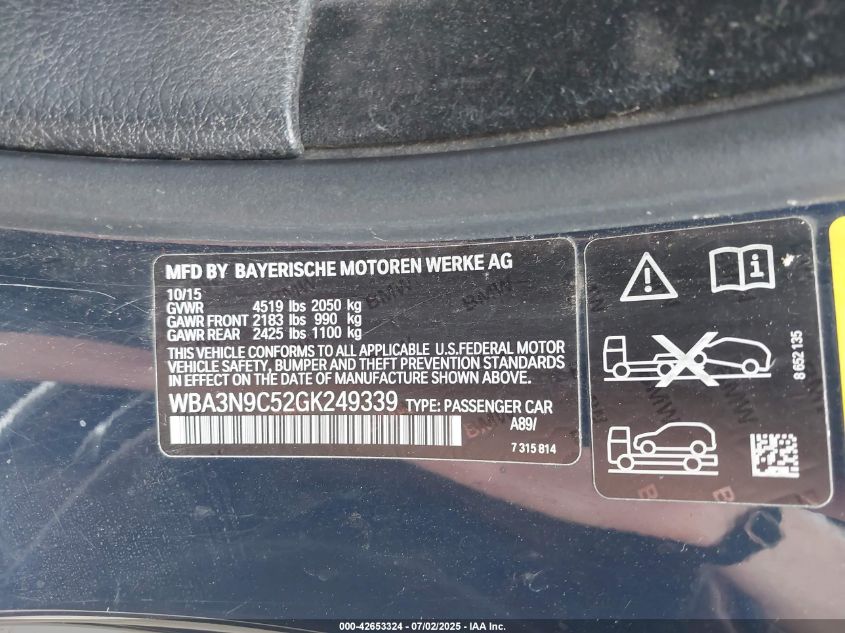 MFD BY BAYERISCHE MOTOREN WERKE AG
10/15
GVWR 4519 lbs 2050 kg
GAWR FRONT 2183 lbs 990 kg
GAWR REAR 2425 lbs 1100 kg
THIS VEHICLE CONFORMS TO ALL APPLICABLE U.S.FEDERAL MOTOR
VEHICLE SAFETY, BUMPER AND THEFT PREVENTION STANDARDS
IN EFFECT ON THE DATE OF MANUFACTURE SHOWN ABOVE.
WBA3N9C52GK249339 TYPE: PASSENGER CAR
A89/
7 315 814
8 652 135
000-42653324 - 07/02/2025 - IAA Inc.